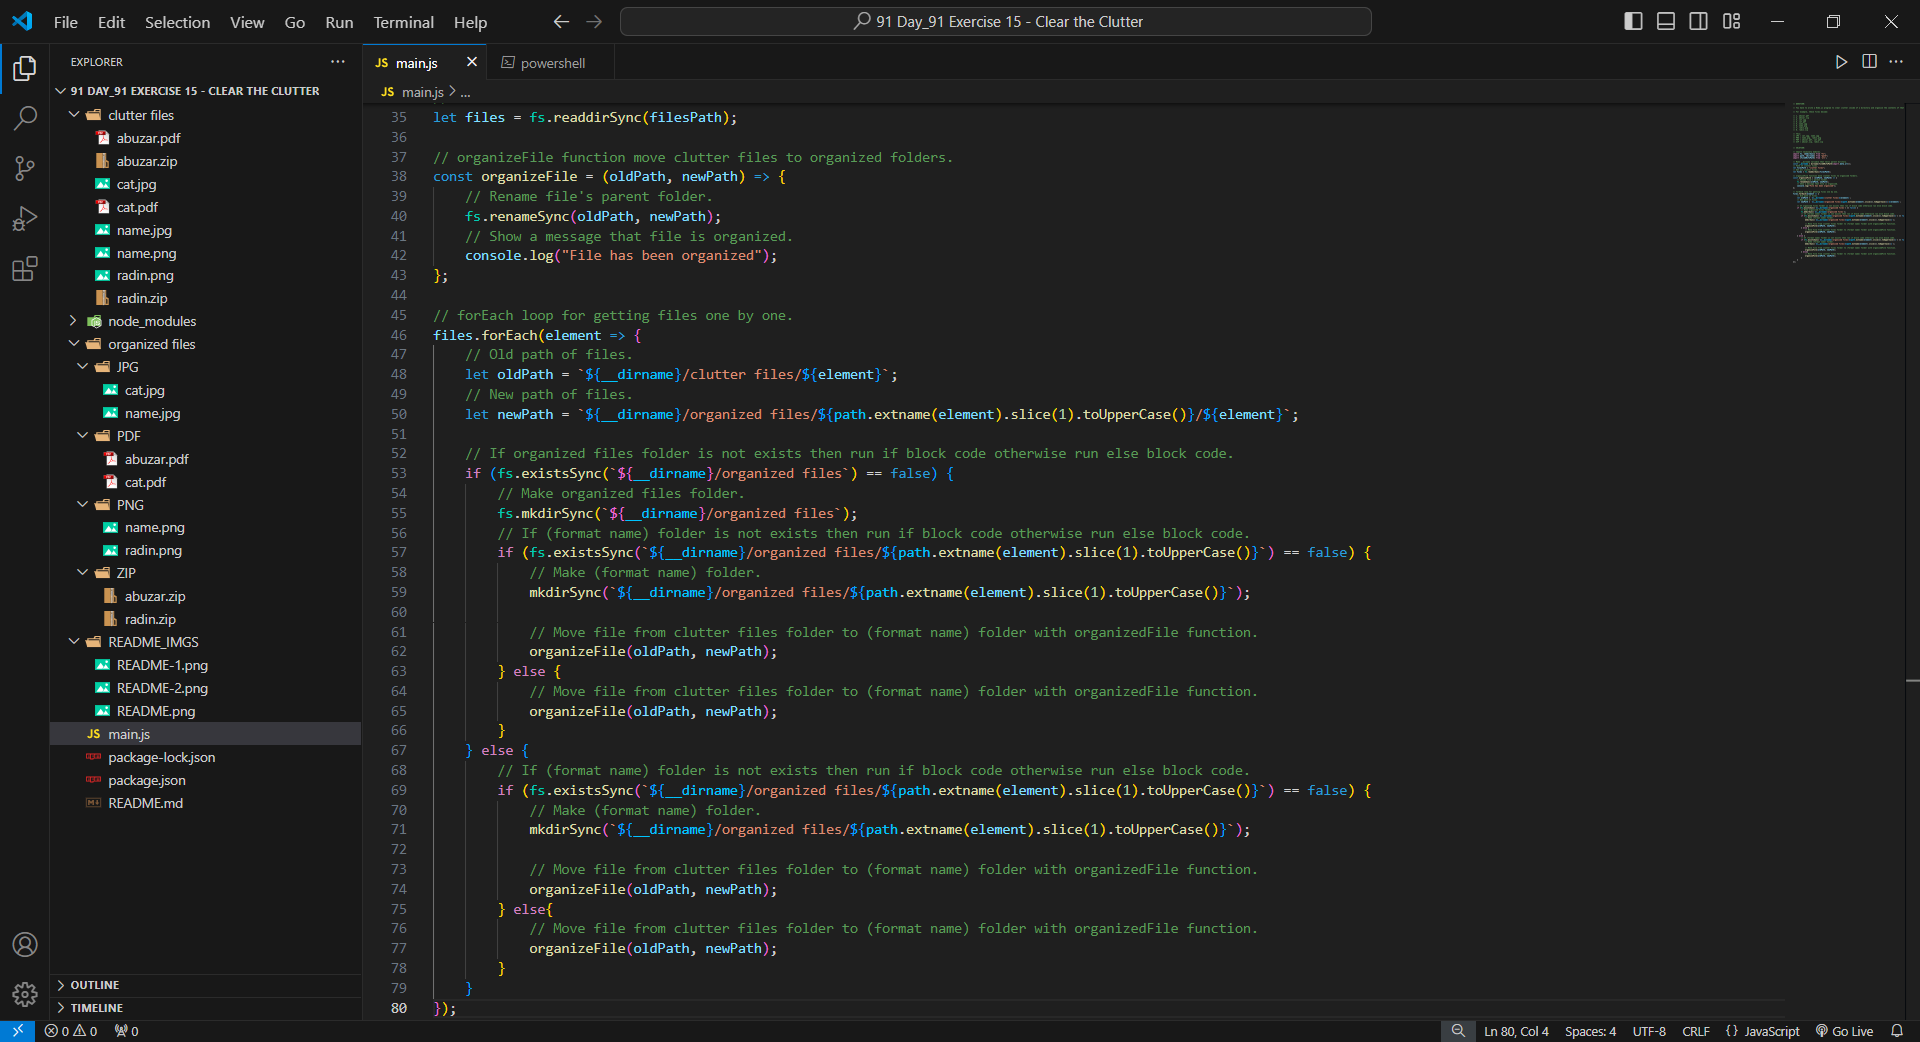 File Edit Selection View Go Run Terminal Help
91 Day_91 Exercise 15 - Clear the Clutter
EXPLORER
91 DAY_91 EXERCISE 15 - CLEAR THE CLUTTER
clutter files
abuzar.pdf
abuzar.zip
cat.jpg
cat.pdf
name.jpg
name.png
radin.png
radin.zip
node_modules
organized files
JPG
cat.jpg
name.jpg
PDF
abuzar.pdf
cat.pdf
PNG
name.png
radin.png
ZIP
abuzar.zip
radin.zip
README_IMGS
README-1.png
README-2.png
README.png
JS main.js
package-lock.json
package.json
README.md
OUTLINE
TIMELINE
JS main.js powershell
JS main.js > ...
35 let files = fs.readdirSync(filesPath);
36
37 // organizeFile function move clutter files to organized folders.
38 const organizeFile = (oldPath, newPath) => {
39     // Rename file's parent folder.
40     fs.renameSync(oldPath, newPath);
41     // Show a message that file is organized.
42     console.log("File has been organized");
43 };
44
45 // forEach loop for getting files one by one.
46 files.forEach(element => {
47     // Old path of files.
48     let oldPath = `${__dirname}/clutter files/${element}`;
49     // New path of files.
50     let newPath = `${__dirname}/organized files/${path.extname(element).slice(1).toUpperCase()}/${element}`;
51
52     // If organized files folder is not exists then run if block code otherwise run else block code.
53     if (fs.existsSync(`${__dirname}/organized files`) == false) {
54         // Make organized files folder.
55         fs.mkdirSync(`${__dirname}/organized files`);
56         // If (format name) folder is not exists then run if block code otherwise run else block code.
57         if (fs.existsSync(`${__dirname}/organized files/${path.extname(element).slice(1).toUpperCase()}`) == false) {
58             // Make (format name) folder.
59             mkdirSync(`${__dirname}/organized files/${path.extname(element).slice(1).toUpperCase()}`);
60
61             // Move file from clutter files folder to (format name) folder with organizedFile function.
62             organizeFile(oldPath, newPath);
63         } else {
64             // Move file from clutter files folder to (format name) folder with organizedFile function.
65             organizeFile(oldPath, newPath);
66         }
67     } else {
68         // If (format name) folder is not exists then run if block code otherwise run else block code.
69         if (fs.existsSync(`${__dirname}/organized files/${path.extname(element).slice(1).toUpperCase()}`) == false) {
70             // Make (format name) folder.
71             mkdirSync(`${__dirname}/organized files/${path.extname(element).slice(1).toUpperCase()}`);
72
73             // Move file from clutter files folder to (format name) folder with organizedFile function.
74             organizeFile(oldPath, newPath);
75         } else{
76             // Move file from clutter files folder to (format name) folder with organizedFile function.
77             organizeFile(oldPath, newPath);
78         }
79     }
80 });
0 0 0 Ln 80, Col 4 Spaces: 4 UTF-8 CRLF {} JavaScript Go Live